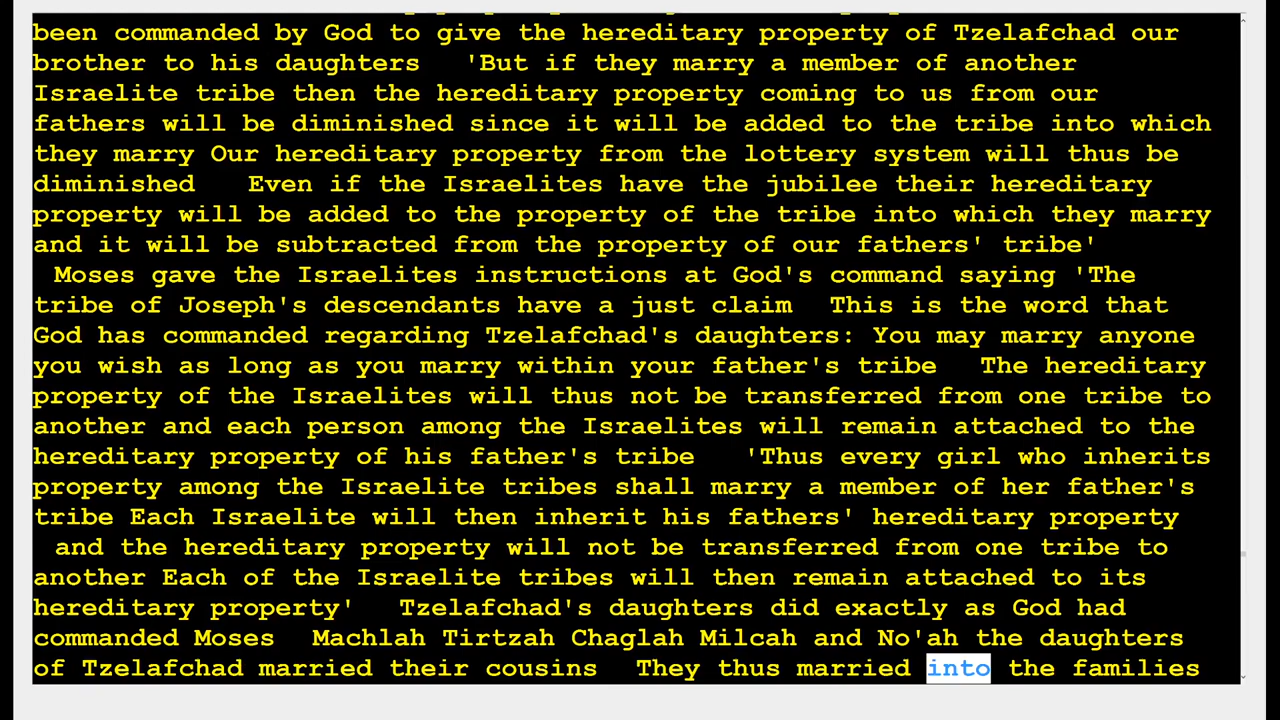 been commanded by God to give the hereditary property of Tzelafchad our
brother to his daughters 'But if they marry a member of another
Israelite tribe then the hereditary property coming to us from our
fathers will be diminished since it will be added to the tribe into which
they marry Our hereditary property from the lottery system will thus be
diminished Even if the Israelites have the jubilee their hereditary
property will be added to the property of the tribe into which they marry
and it will be subtracted from the property of our fathers' tribe'
Moses gave the Israelites instructions at God's command saying 'The
tribe of Joseph's descendants have a just claim This is the word that
God has commanded regarding Tzelafchad's daughters: You may marry anyone
you wish as long as you marry within your father's tribe The hereditary
property of the Israelites will thus not be transferred from one tribe to
another and each person among the Israelites will remain attached to the
hereditary property of his father's tribe 'Thus every girl who inherits
property among the Israelite tribes shall marry a member of her father's
tribe Each Israelite will then inherit his fathers' hereditary property
and the hereditary property will not be transferred from one tribe to
another Each of the Israelite tribes will then remain attached to its
hereditary property' Tzelafchad's daughters did exactly as God had
commanded Moses Machlah Tirtzah Chaglah Milcah and No'ah the daughters
of Tzelafchad married their cousins They thus married into the families